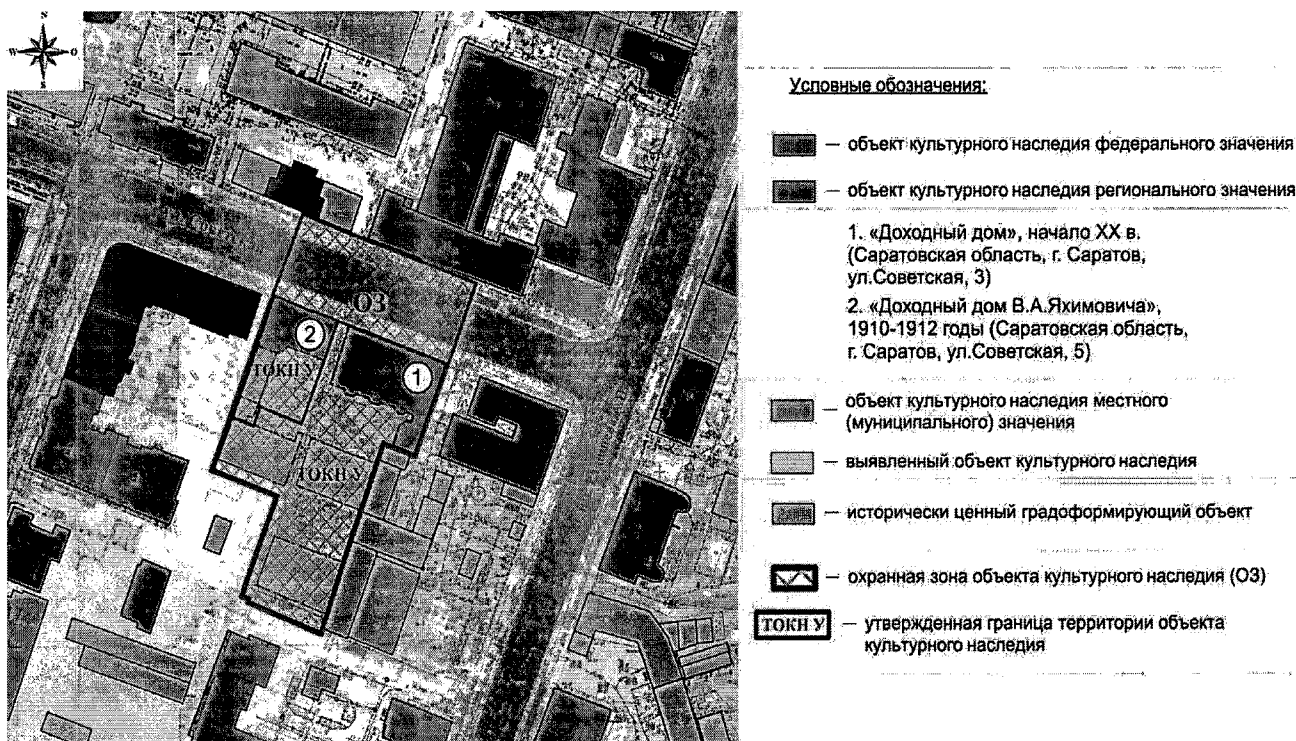 S
W
O
S
ОЗ
2
1
ТОКН У
ТОКН У
Условные обозначения:
– объект культурного наследия федерального значения
– объект культурного наследия регионального значения
1. «Доходный дом», начало XX в.
(Саратовская область, г. Саратов,
ул.Советская, 3)
2. «Доходный дом В.А.Яхимовича»,
1910-1912 годы (Саратовская область,
г. Саратов, ул.Советская, 5)
– объект культурного наследия местного
(муниципального) значения
– выявленный объект культурного наследия
– исторически ценный градоформирующий объект
– охранная зона объекта культурного наследия (ОЗ)
ТОКН У – утвержденная граница территории объекта
культурного наследия